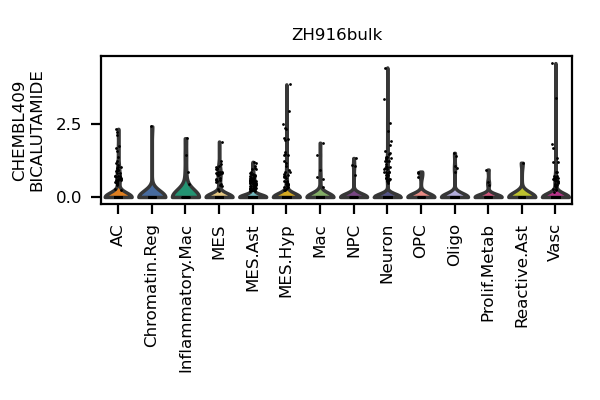 ZH916bulk
CHEMBL409
BICALUTAMIDE
2.5
0.0
AC
Chromatin.Reg
Inflammatory.Mac
MES
MES.Ast
MES.Hyp
Mac
NPC
Neuron
OPC
Oligo
Prolif.Metab
Reactive.Ast
Vasc